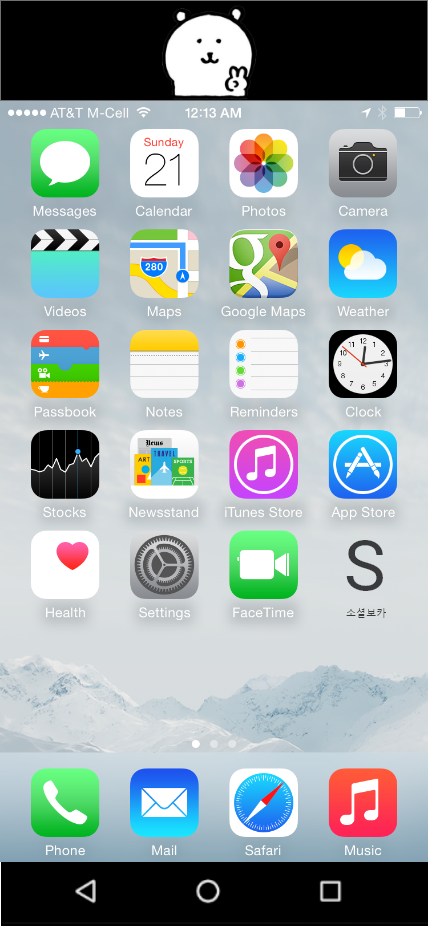 AT&T M-Cell 12:13 AM
Sunday
21
Messages Calendar Photos Camera
280
Videos Maps Google Maps Weather
Passbook Notes Reminders Clock
News
ART TRAVEL SPORTS
Stocks Newsstand iTunes Store App Store
S
Health Settings FaceTime 소셜보카
Phone Mail Safari Music